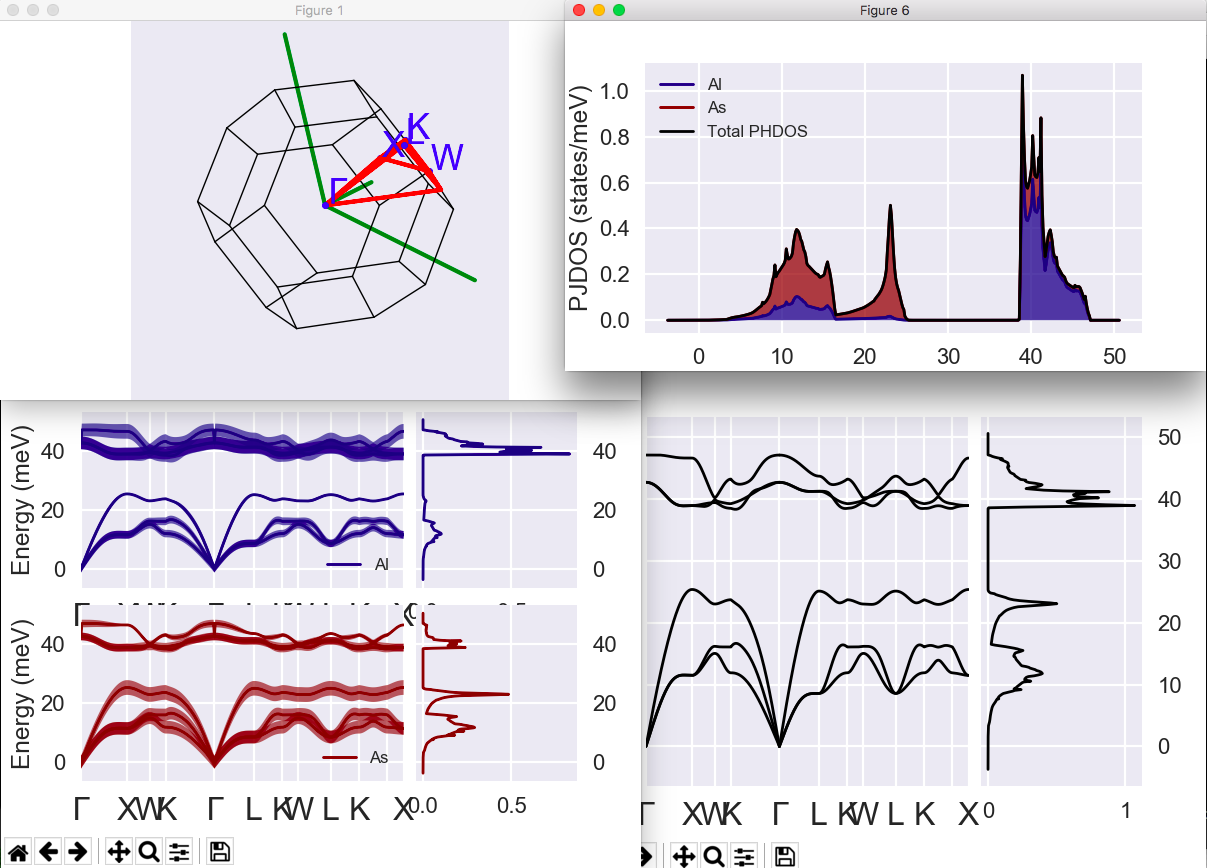 Figure 1
Γ
X
K
W
Figure 6
PJDOS (states/meV)
1.0
0.8
0.6
0.4
0.2
0.0
Al
As
Total PHDOS
0 10 20 30 40 50
Energy (meV)
40
20
0
Al
40
20
0
Energy (meV)
40
20
0
As
40
20
0
Γ X W K Γ L K W L K X
0.0 0.5
50
40
30
20
10
0
Γ X W K Γ L K W L K X
0 1